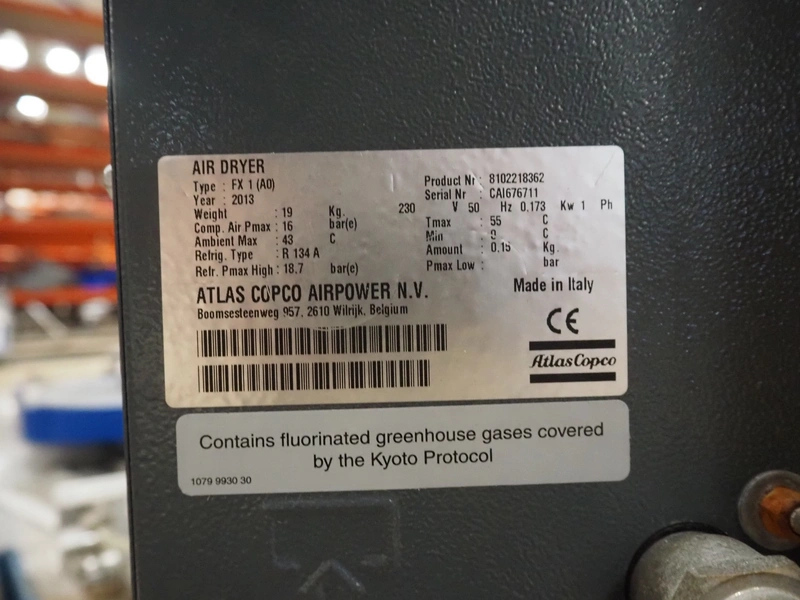 AIR DRYER
Type : FX 1 (A0) Product Nr : 8102218362
Year : 2013 Serial Nr : CAI676711
Weight : 19 Kg. 230 V 50 Hz 0.173 Kw 1 Ph
Comp. Air Pmax : 16 bar(e) Tmax : 55 C
Ambient Max : 43 C Min : C
Refrig. Type : R 134 A Amount : 0.15 Kg.
Refr. Pmax High : 18.7 bar(e) Pmax Low : bar
ATLAS COPCO AIRPOWER N.V. Made in Italy
Boomsesteenweg 957, 2610 Wilrijk, Belgium
CE
Atlas Copco
Contains fluorinated greenhouse gases covered
by the Kyoto Protocol
1079 9930 30